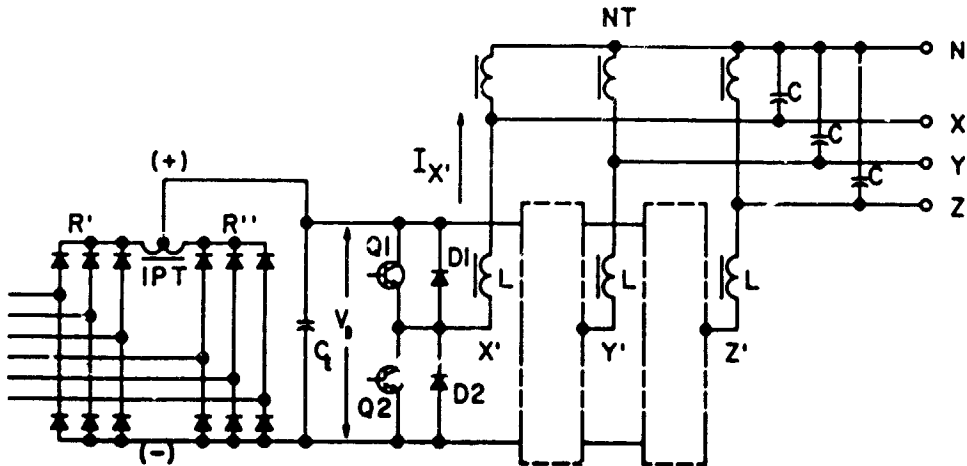 NT
N
C
X
C
I X'
Y
C
Z
(+)
R' R''
IPT
Q1 D1 L L L
V
C
X' Y' Z'
Q2 D2
(-)